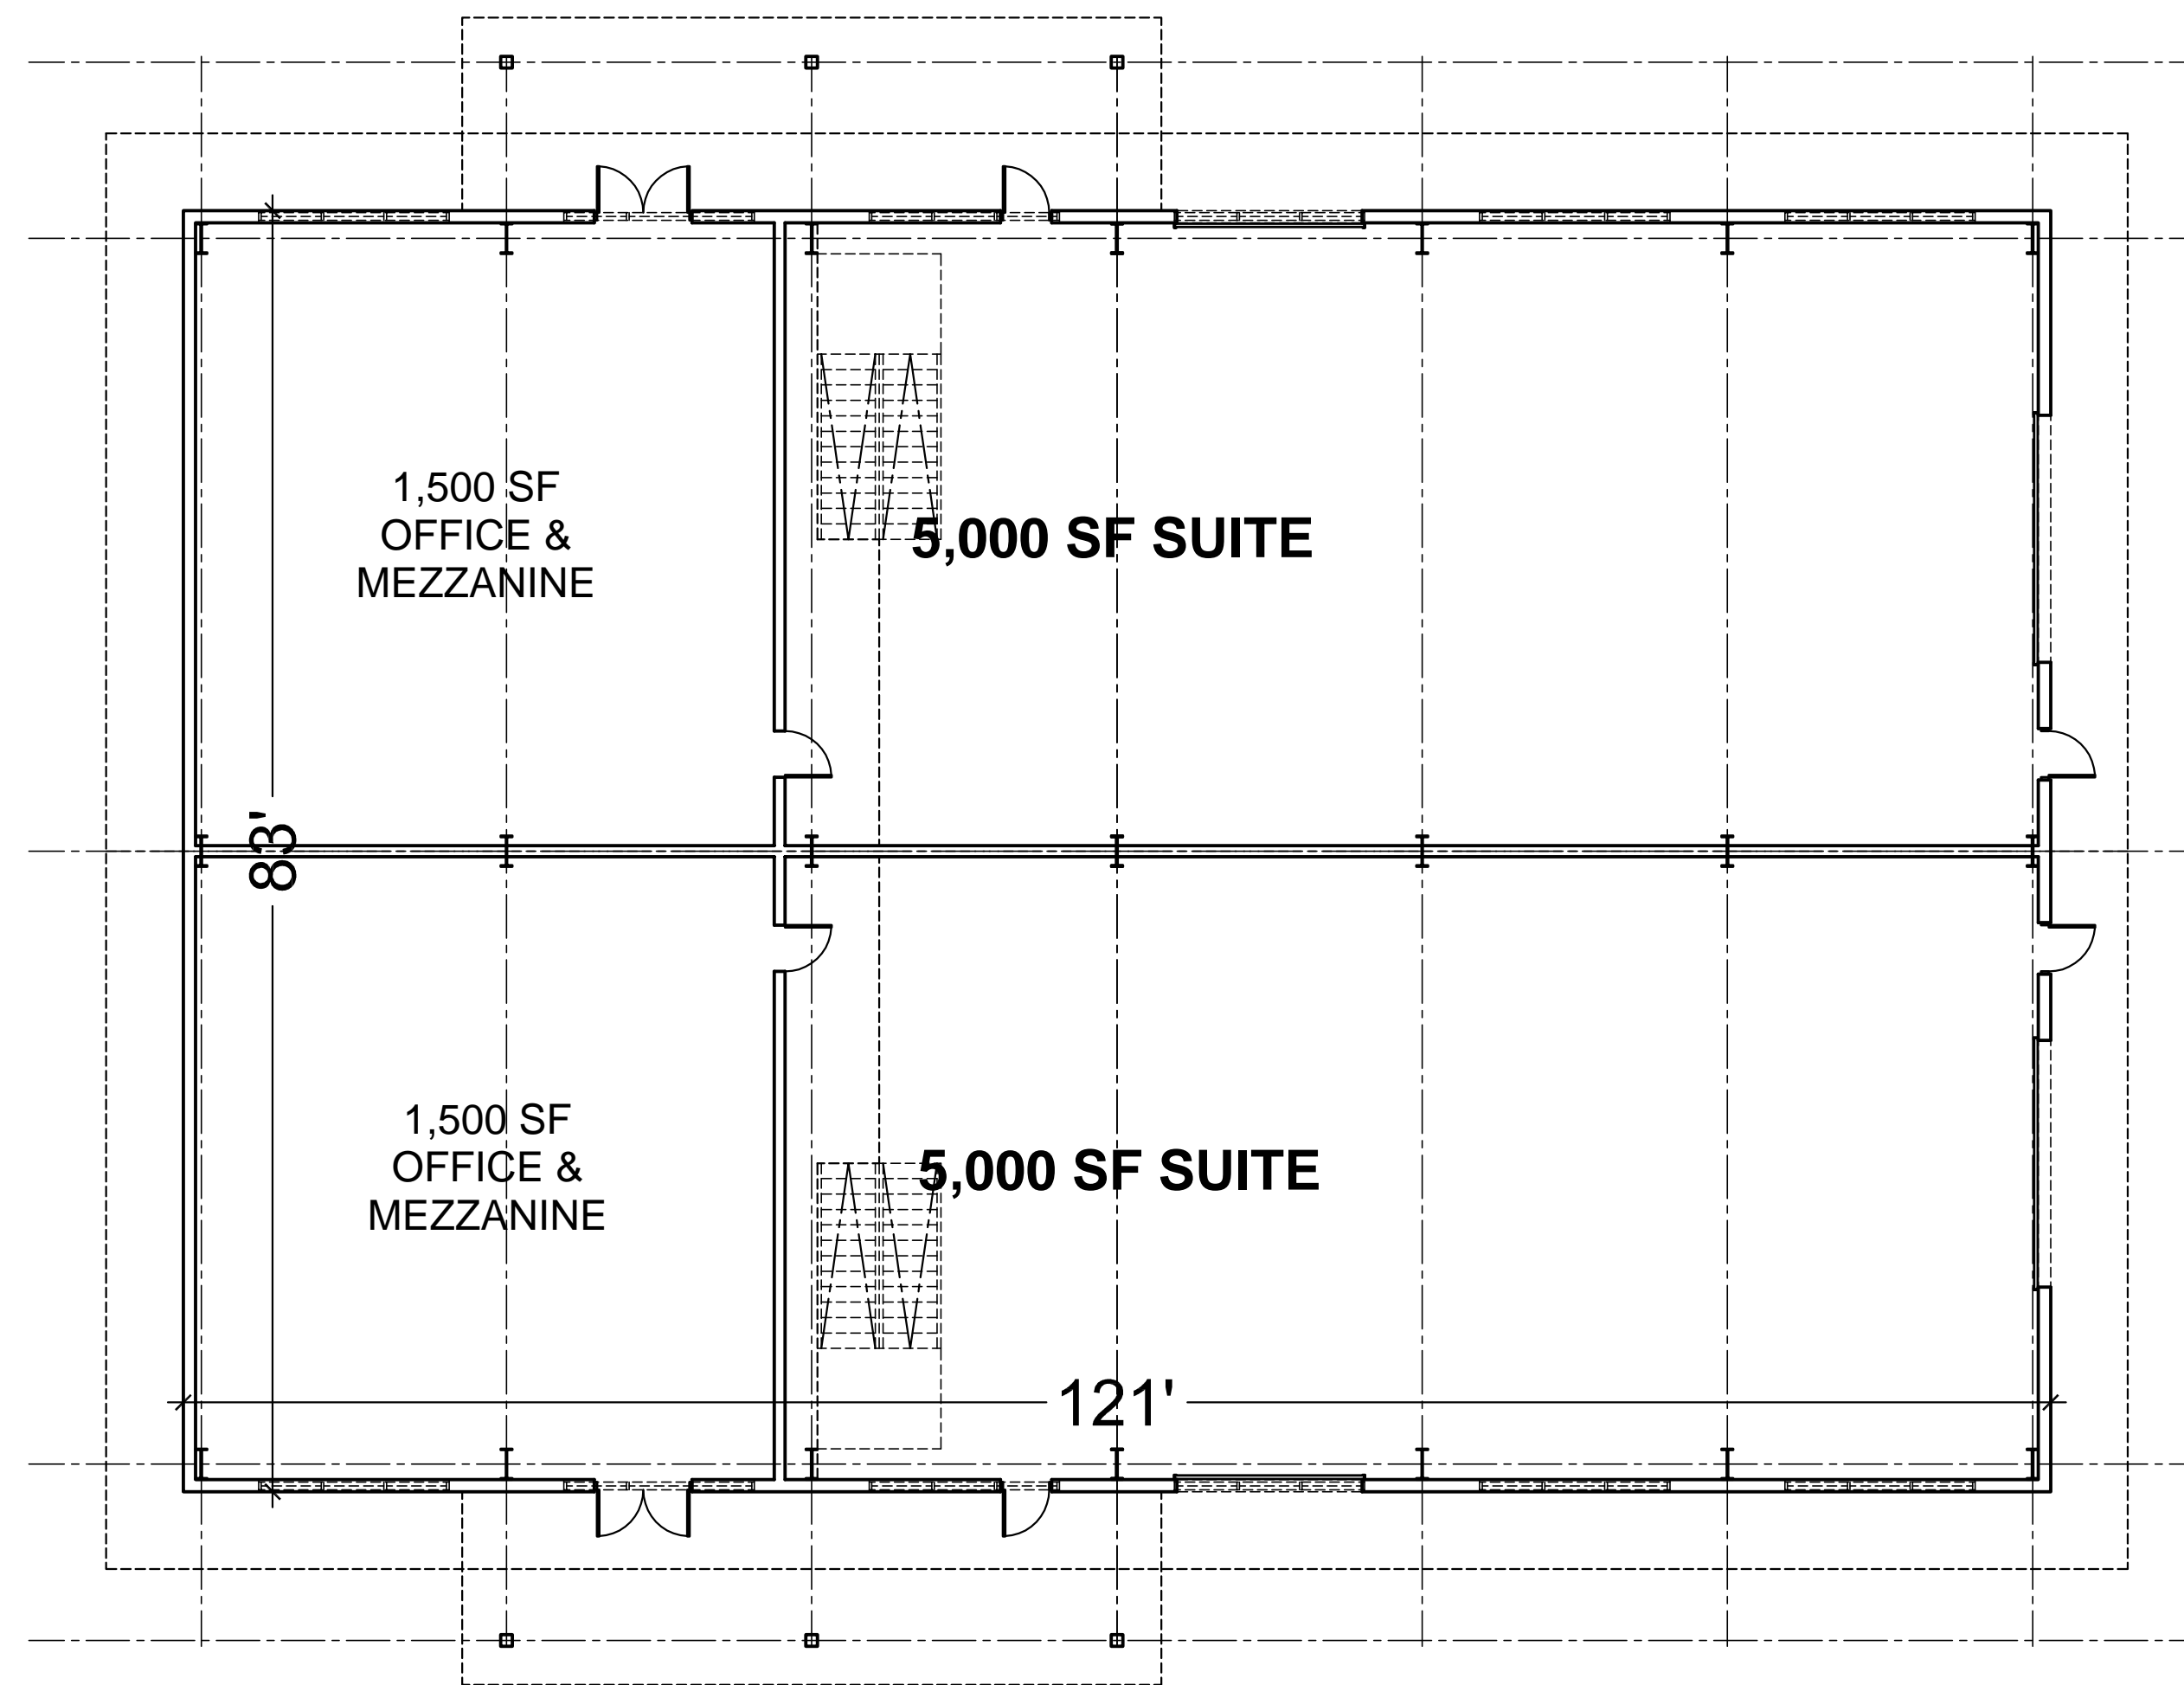 1,500 SF
OFFICE &
MEZZANINE
5,000 SF SUITE
83'
1,500 SF
OFFICE &
MEZZANINE
5,000 SF SUITE
121'